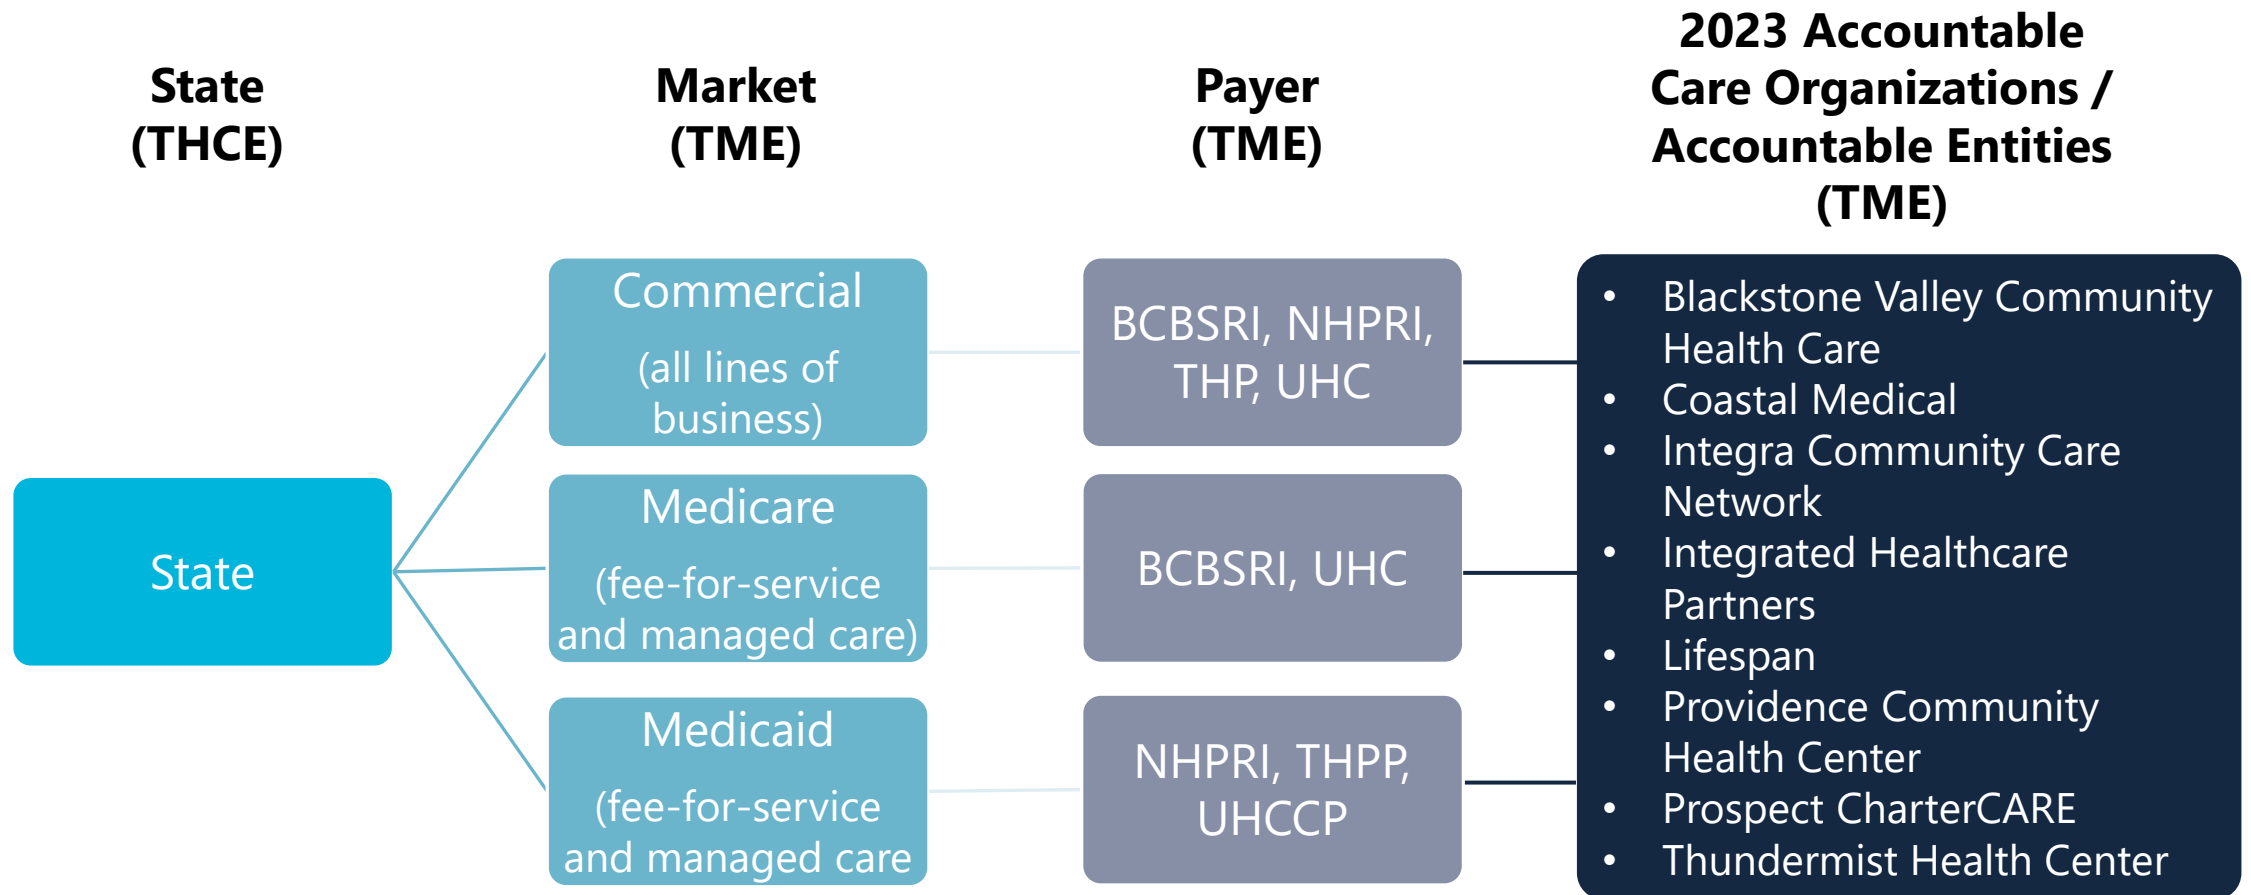 State
(THCE)
Market
(TME)
Payer
(TME)
2023 Accountable
Care Organizations /
Accountable Entities
(TME)
State
Commercial
(all lines of
business)
Medicare
(fee-for-service
and managed care)
Medicaid
(fee-for-service
and managed care
BCBSRI, NHPRI,
THP, UHC
BCBSRI, UHC
NHPRI, THPP,
UHCCP
• Blackstone Valley Community
Health Care
• Coastal Medical
• Integra Community Care
Network
• Integrated Healthcare
Partners
• Lifespan
• Providence Community
Health Center
• Prospect CharterCARE
• Thundermist Health Center